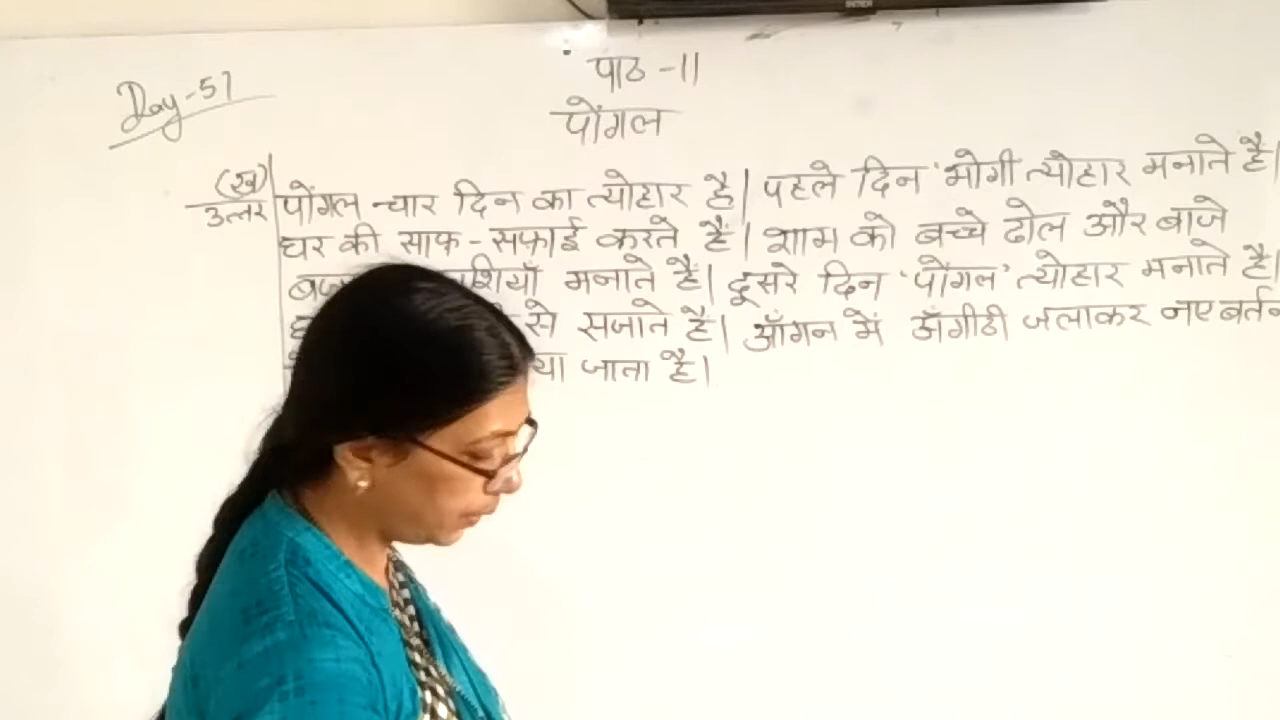 Day-51
पाठ -11
पोंगल
(ख)
उत्तर
पोंगल चार दिन का त्योहार है। पहले दिन 'भोगी त्योहार मनाते है।
घर की साफ-सफाई करते हैं। शाम को बच्चे ढोल और बाजे
मनाते हैं। दूसरे दिन 'पोंगल' त्योहार मनाते है।
से सजाते है। आँगन में अँगीठी जलाकर नए बर्तन
जाता है।